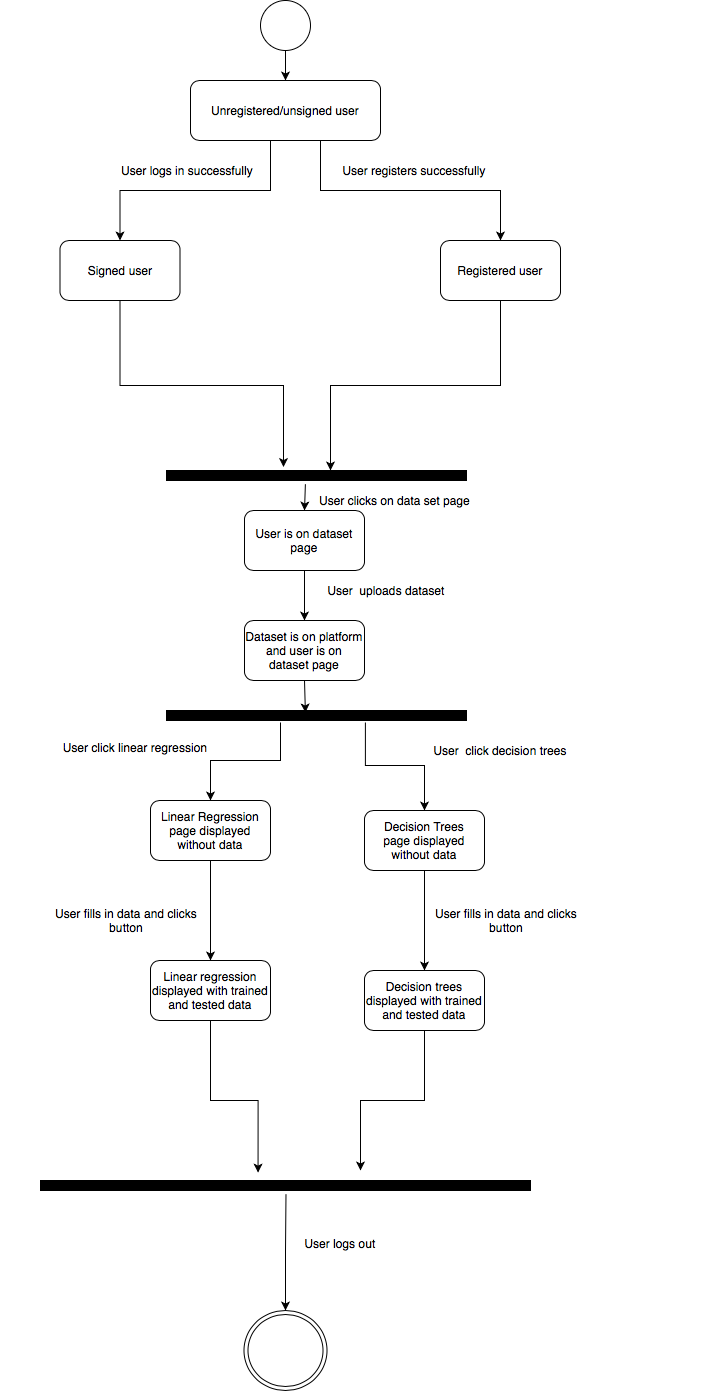 Unregistered/unsigned user
User logs in successfully
User registers successfully
Signed user
Registered user
User clicks on data set page
User is on dataset
page
User  uploads dataset
Dataset is on platform
and user is on
dataset page
User click linear regression
User  click decision trees
Linear Regression
page displayed
without data
Decision Trees
page displayed
without data
User fills in data and clicks
button
User fills in data and clicks
button
Linear regression
displayed with trained
and tested data
Decision trees
displayed with trained
and tested data
User logs out